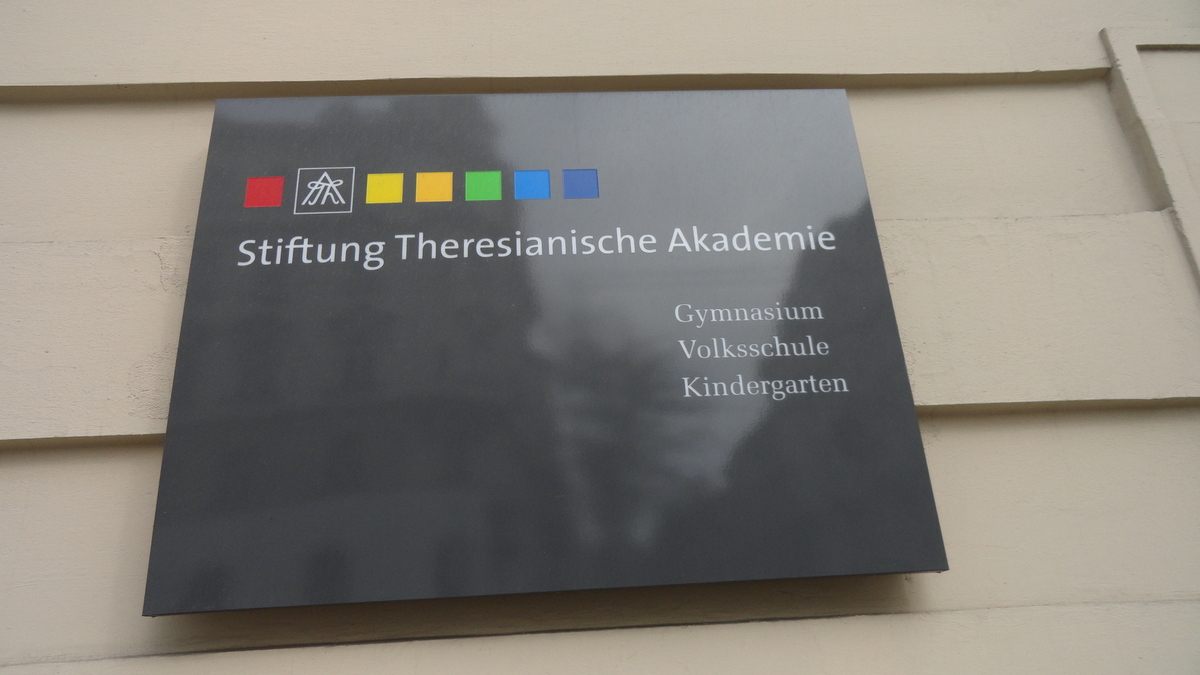 Stiftung Theresianische Akademie
Gymnasium
Volksschule
Kindergarten